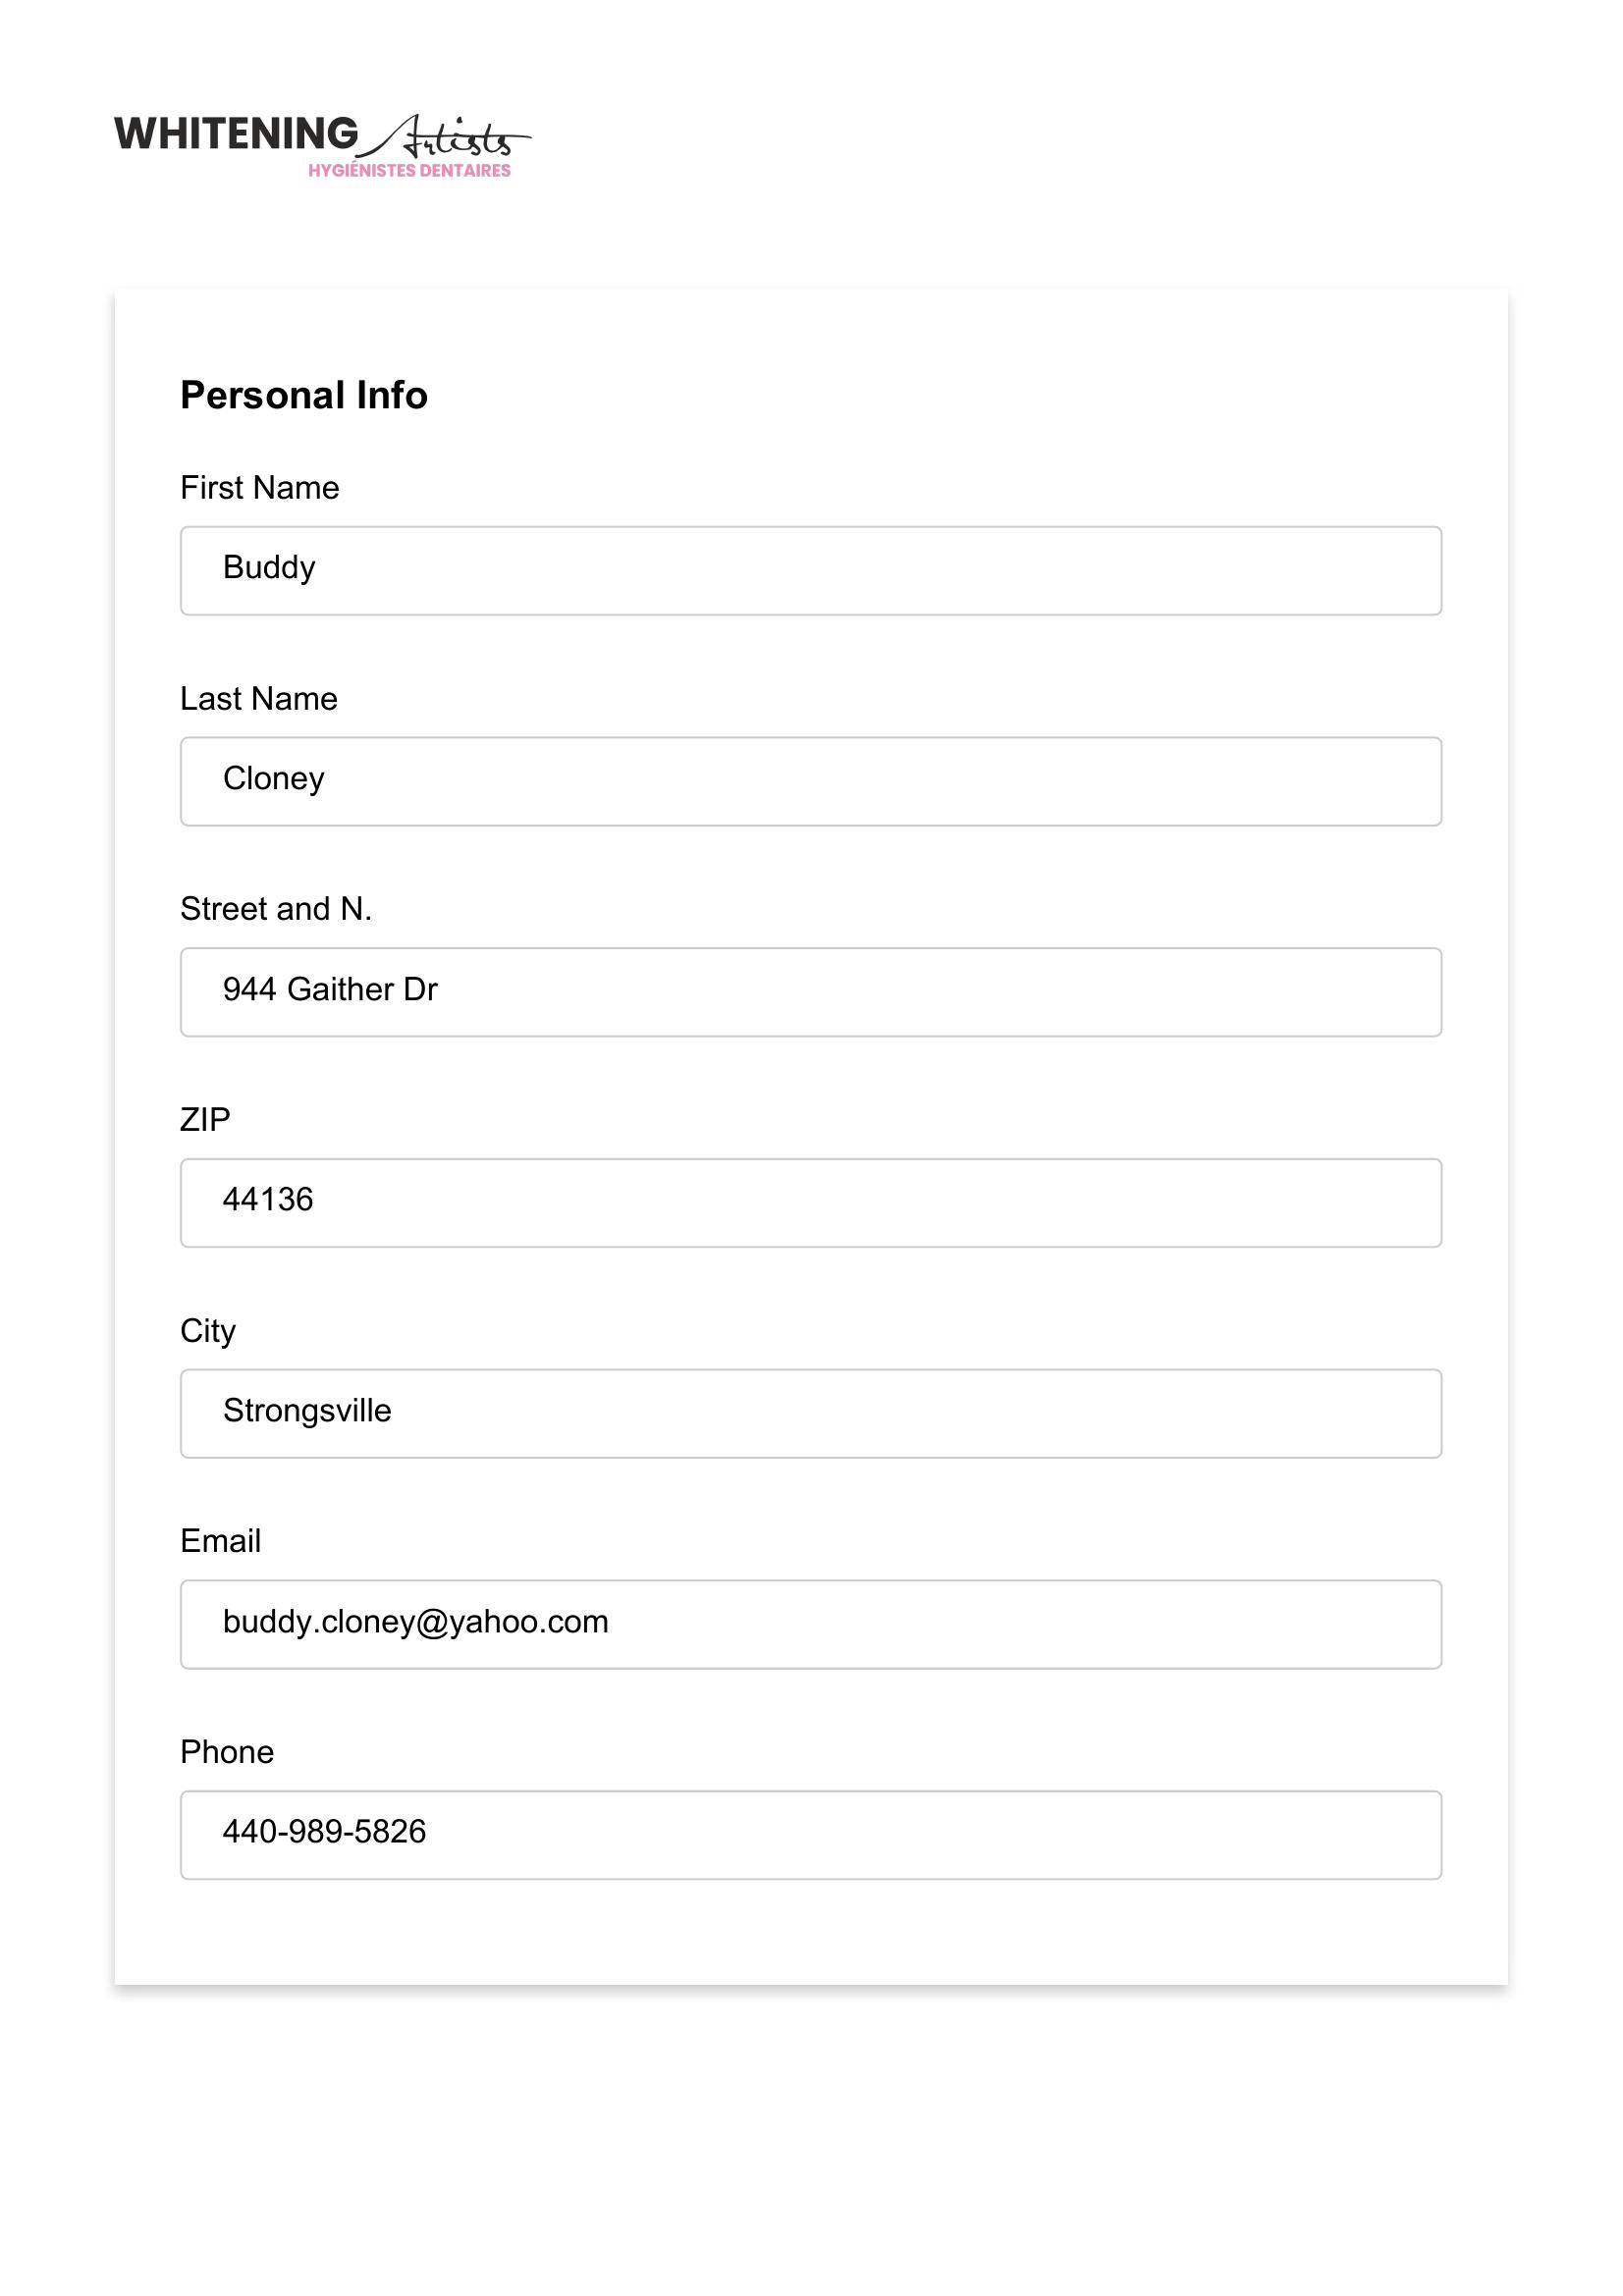 WHITENING Artists
HYGIÉNISTES DENTAIRES
Personal Info
First Name
Buddy
Last Name
Cloney
Street and N.
944 Gaither Dr
ZIP
44136
City
Strongsville
Email
buddy.cloney@yahoo.com
Phone
440-989-5826